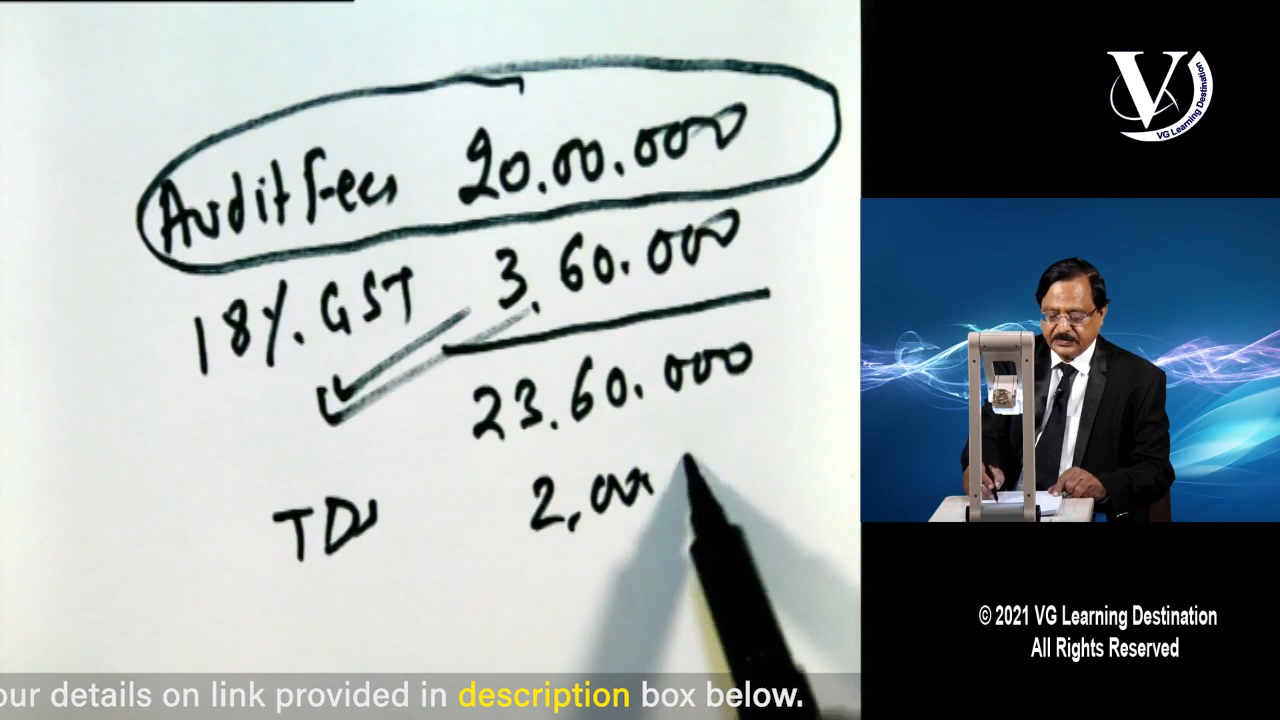 Audit Fees 20.00.000
18%. GST 3.60.000
23.60.000
TDS 2,00
V
VG Learning Destination
© 2021 VG Learning Destination
All Rights Reserved
our details on link provided in description box below.